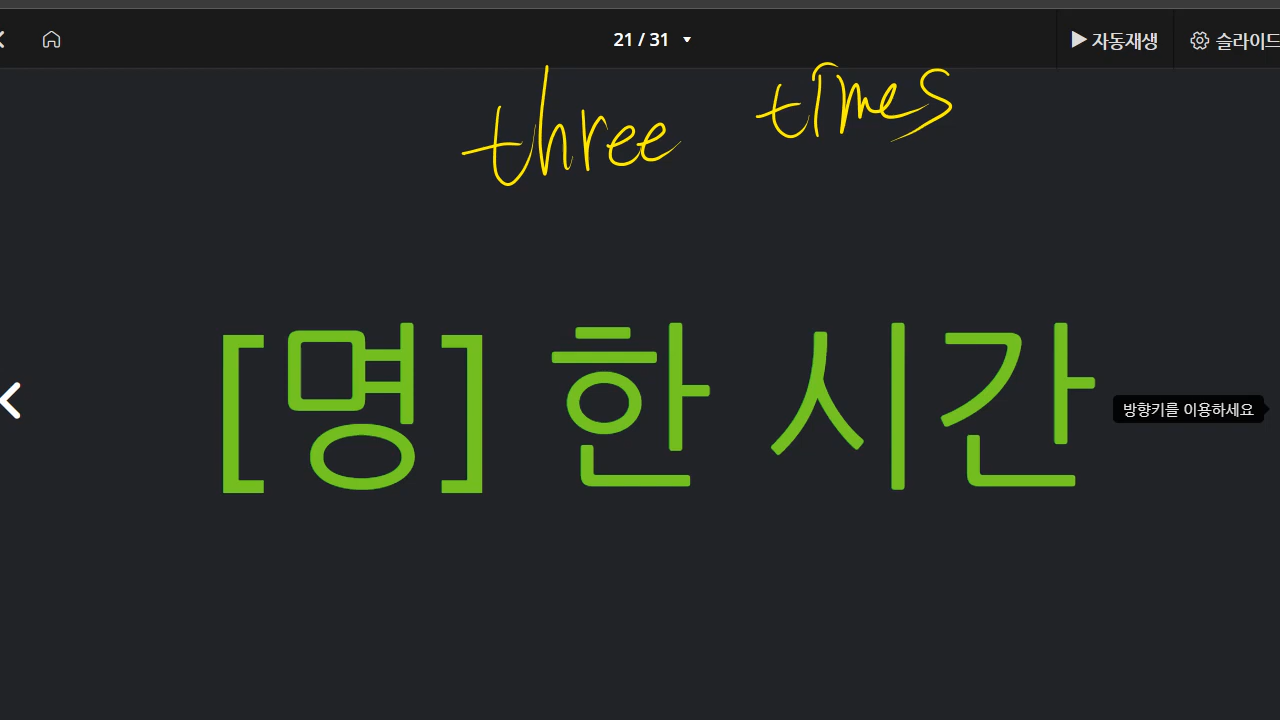 21 / 31
자동재생
슬라이드
three times
[명] 한 시간
방향키를 이용하세요